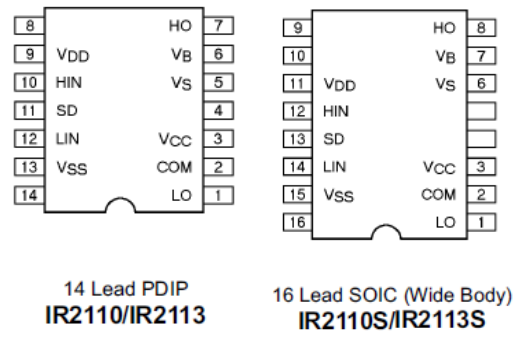 8 HO 7
9 VDD VB 6
10 HIN VS 5
11 SD 4
12 LIN VCC 3
13 VSS COM 2
14 LO 1
14 Lead PDIP
IR2110/IR2113
9 HO 8
10 VB 7
11 VDD VS 6
12 HIN
13 SD
14 LIN VCC 3
15 VSS COM 2
16 LO 1
16 Lead SOIC (Wide Body)
IR2110S/IR2113S